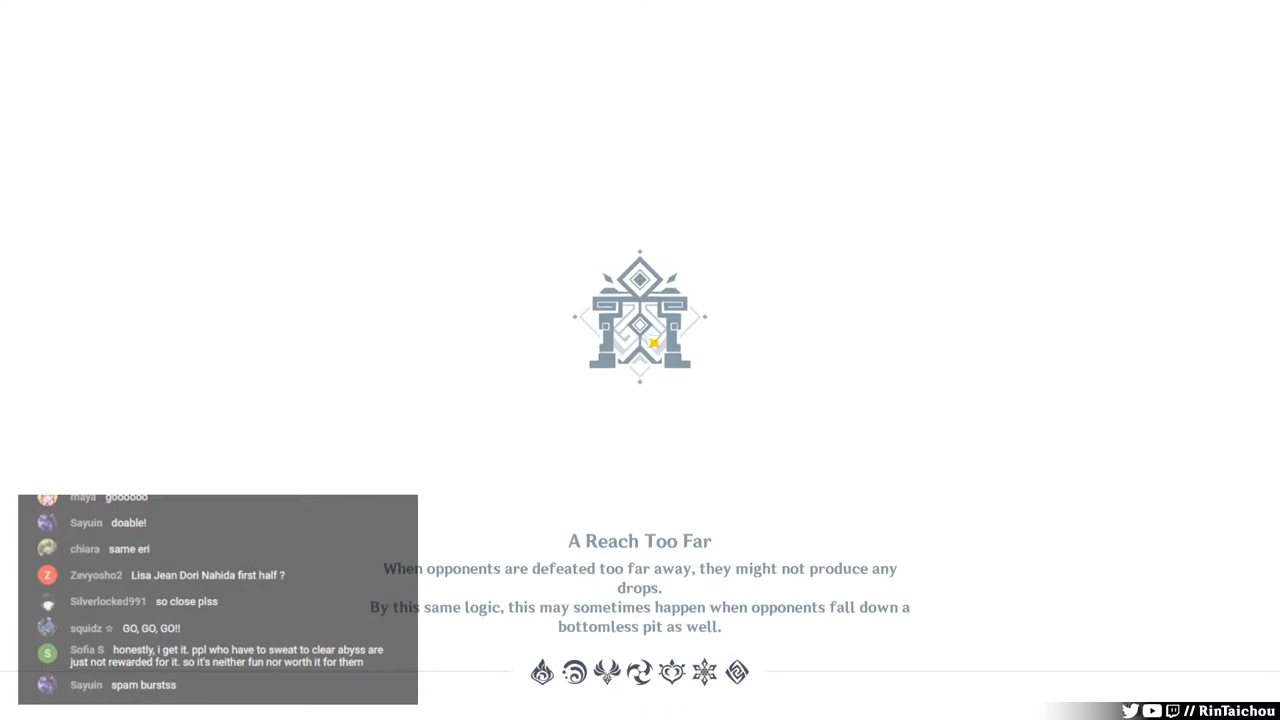 maya goooooo
Sayuin doable!
chiara same eri
Zevyosho2 Lisa Jean Dori Nahida first half ?
Silverlocked991 so close plss
squidz ☆ GO, GO, GO!!
Sofia S honestly, i get it. ppl who have to sweat to clear abyss are
just not rewarded for it. so it's neither fun nor worth it for them
Sayuin spam burstss
Z
S
A Reach Too Far
When opponents are defeated too far away, they might not produce any
drops.
By this same logic, this may sometimes happen when opponents fall down a
bottomless pit as well.
// RinTaichou